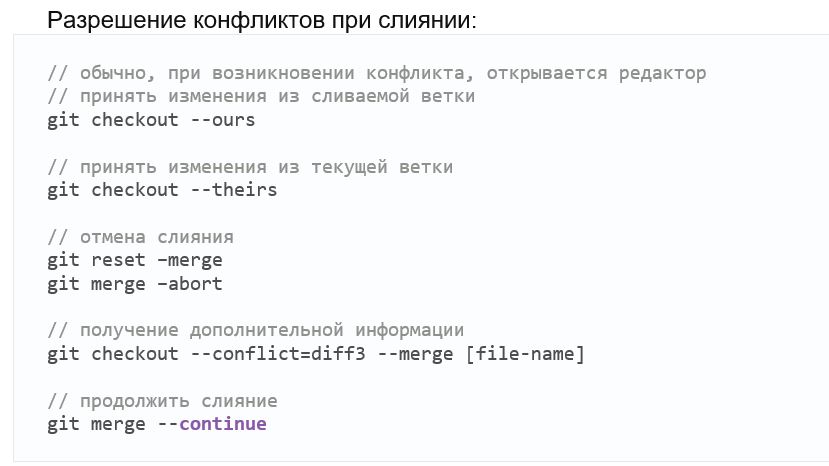 Разрешение конфликтов при слиянии:
// обычно, при возникновении конфликта, открывается редактор
// принять изменения из сливаемой ветки
git checkout --ours
// принять изменения из текущей ветки
git checkout --theirs
// отмена слияния
git reset –merge
git merge –abort
// получение дополнительной информации
git checkout --conflict=diff3 --merge [file-name]
// продолжить слияние
git merge --continue